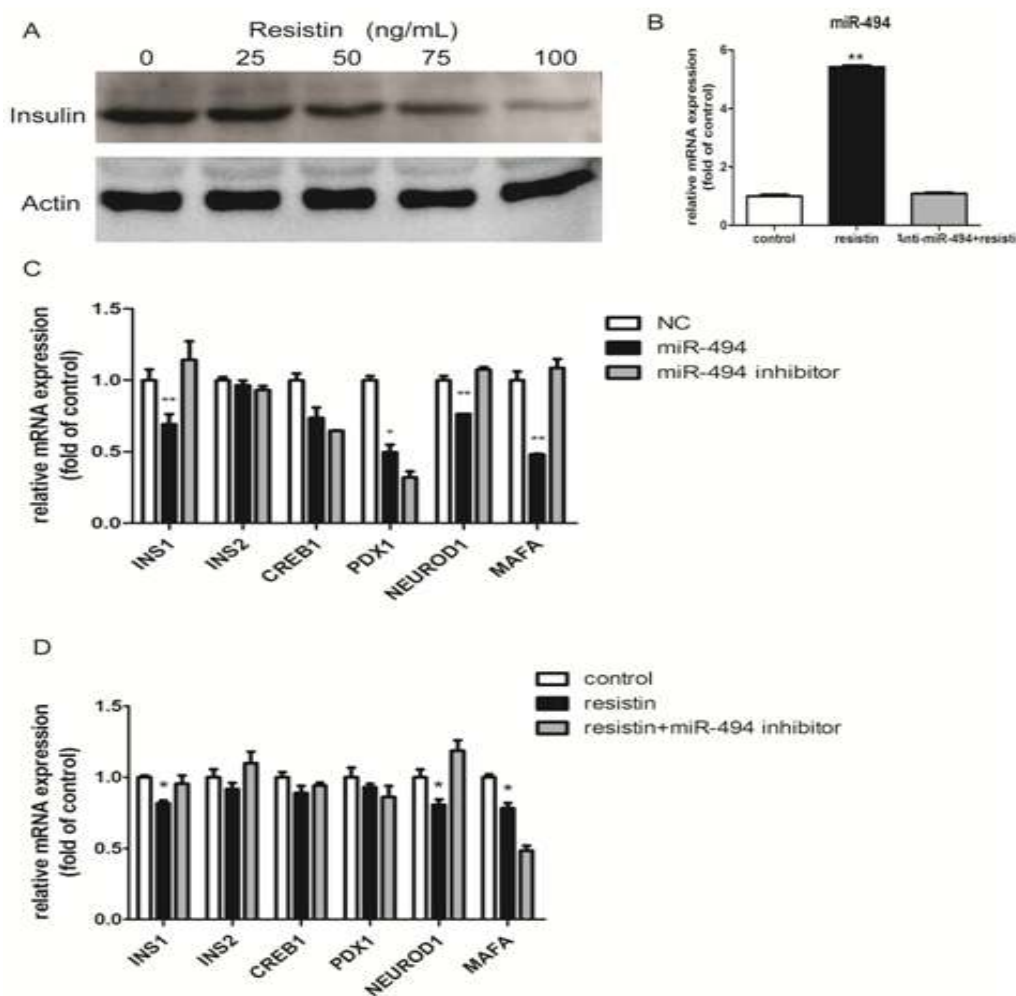 A
Resistin (ng/mL)
0 25 50 75 100
Insulin
Actin
B
miR-494
relative mRNA expression
(fold of control)
6
4
2
0
**
control resistin Anti-miR-494+resisti
C
relative mRNA expression
(fold of control)
1.5
1.0
0.5
0.0
** * ** **
INS1 INS2 CREB1 PDX1 NEUROD1 MAFA
NC
miR-494
miR-494 inhibitor
D
relative mRNA expression
(fold of control)
1.5
1.0
0.5
0.0
* * *
INS1 INS2 CREB1 PDX1 NEUROD1 MAFA
control
resistin
resistin+miR-494 inhibitor